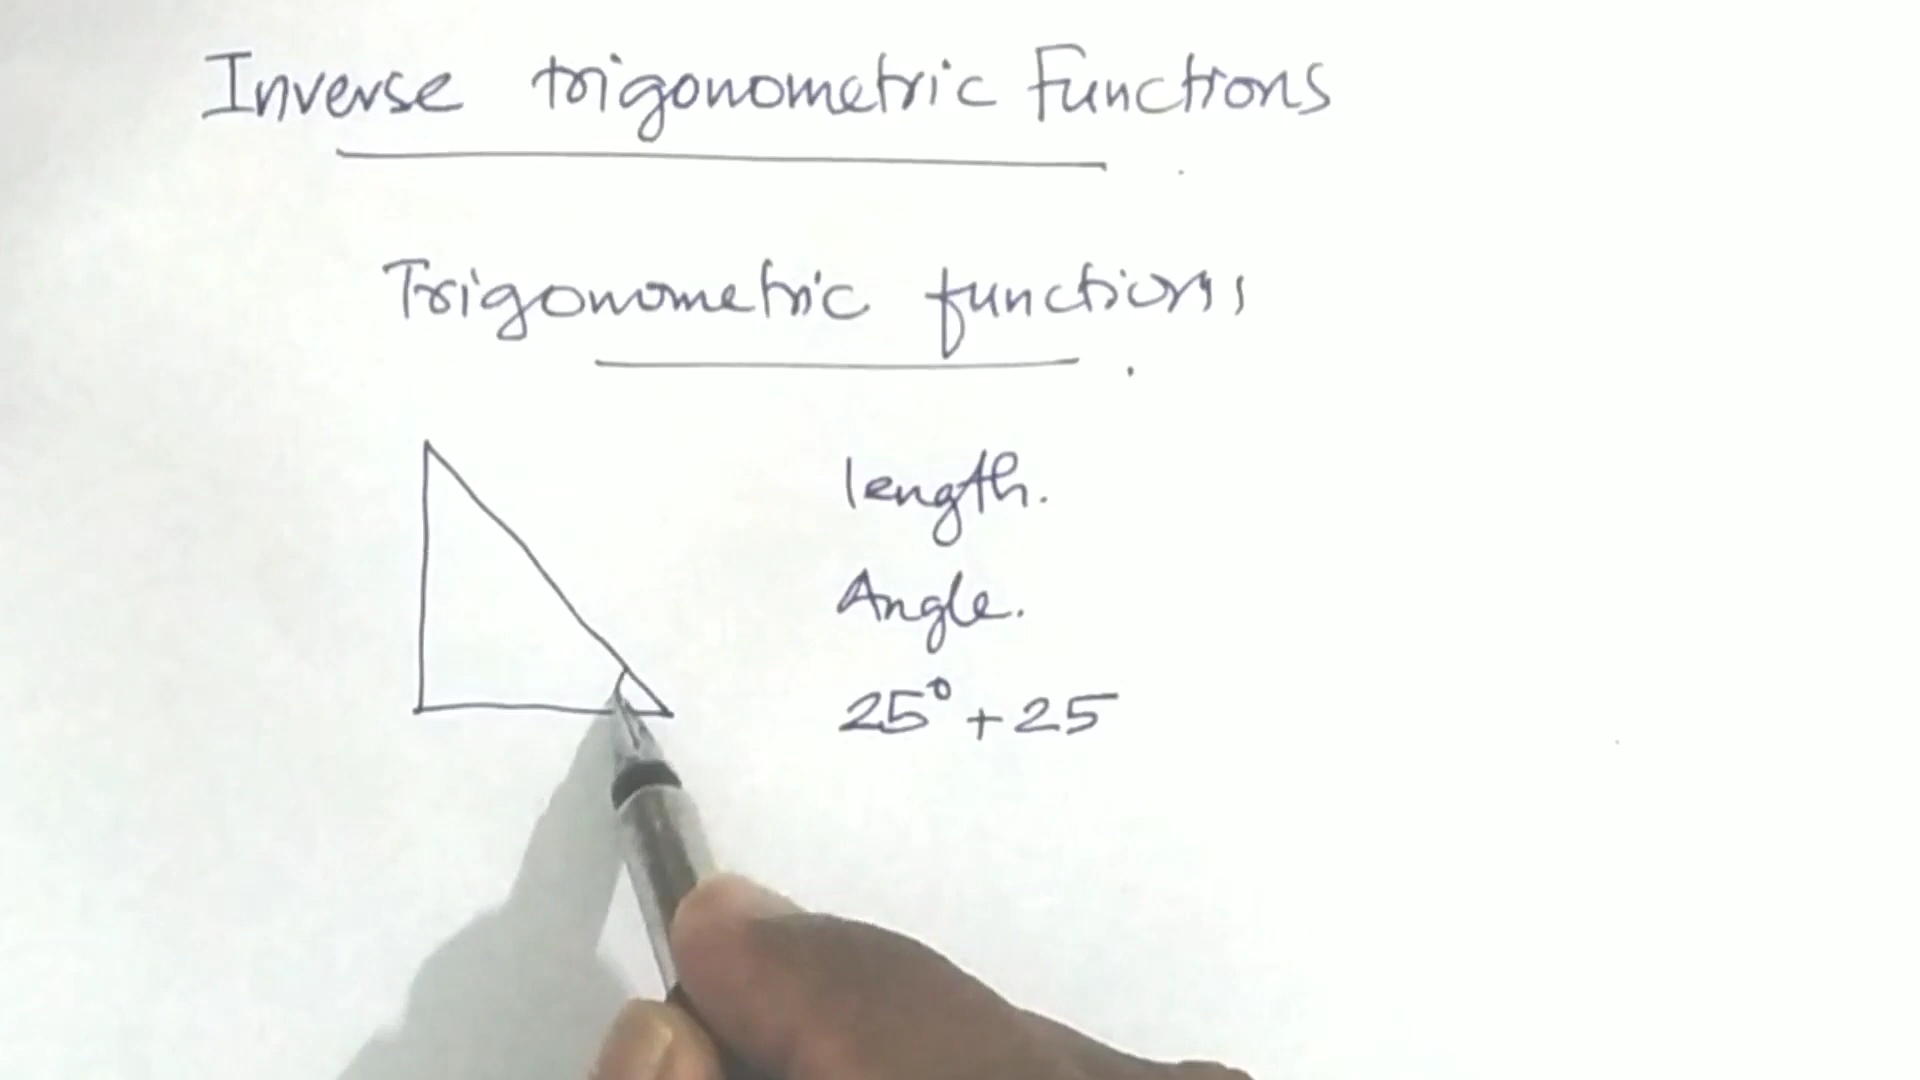 Inverse trigonometric Functions
Trigonometric functions
length.
Angle.
25° + 25